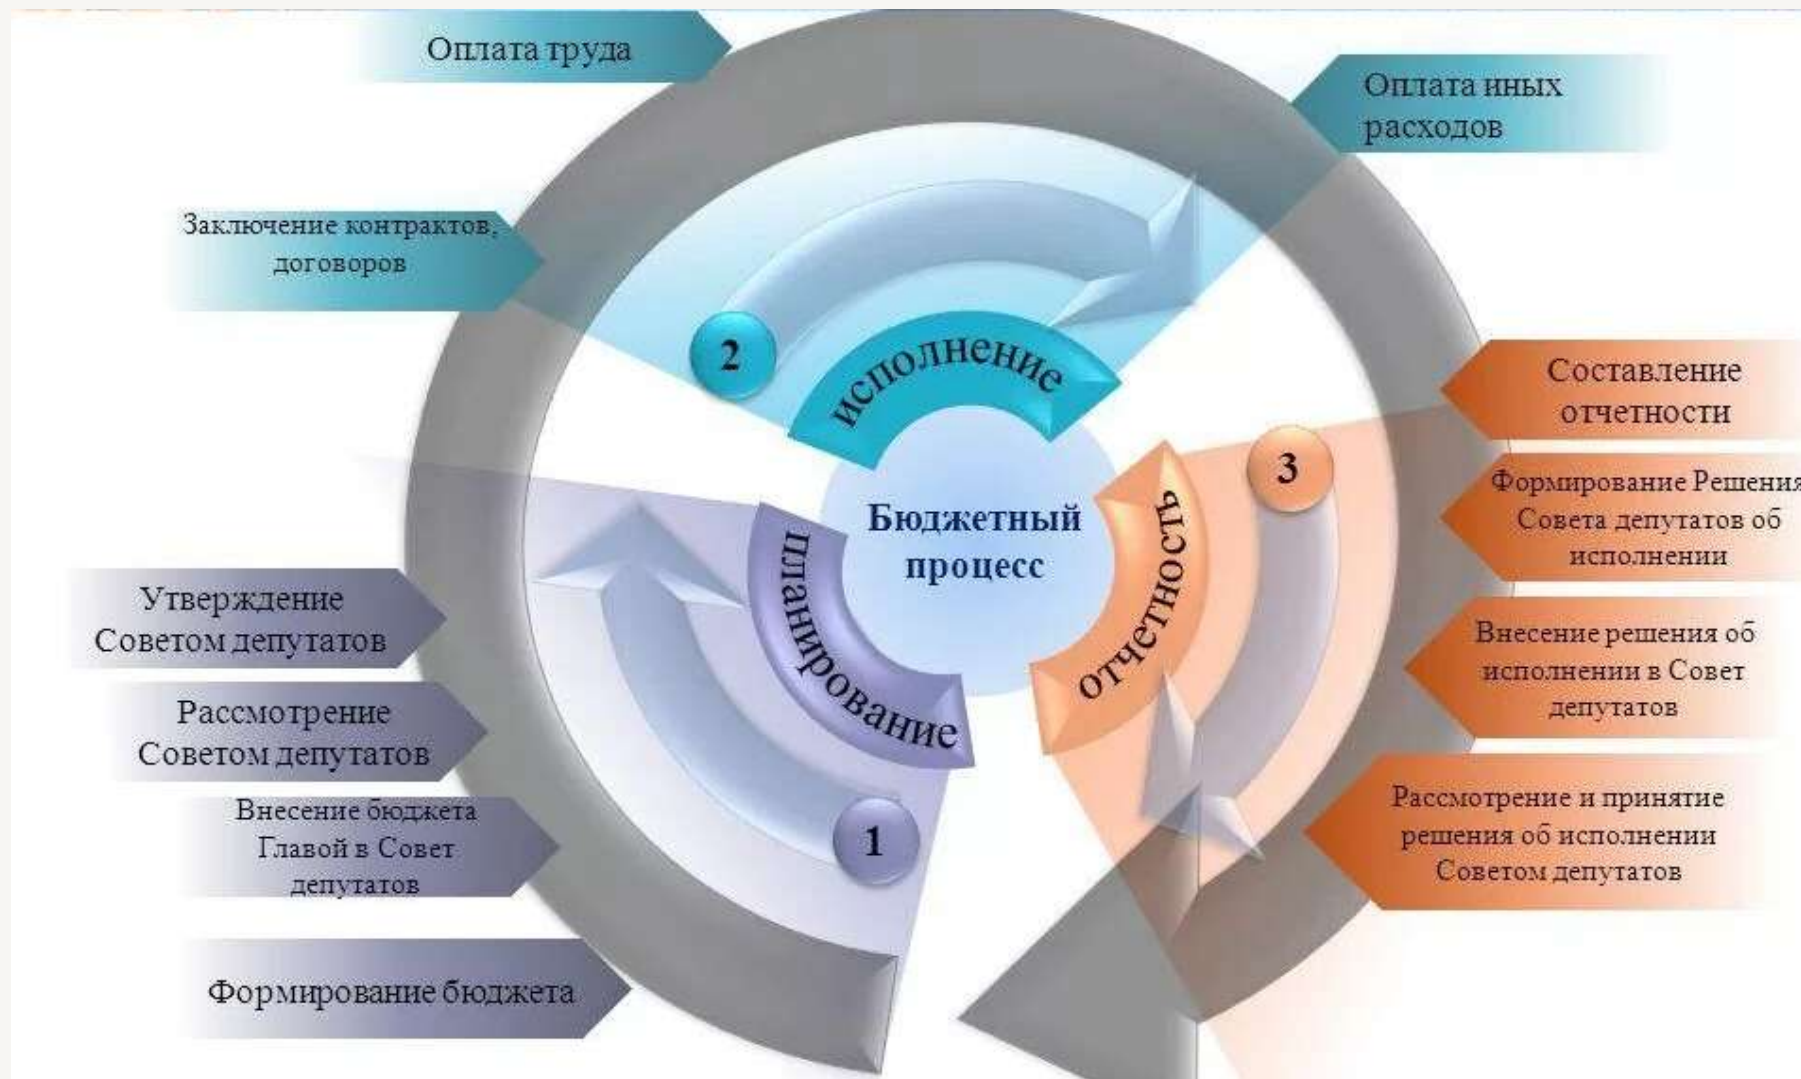 Оплата труда
Оплата иных
расходов
Заключение контрактов,
договоров
2
исполнение
Составление
отчетности
3
Формирование Решения
Совета депутатов об
исполнении
Бюджетный
процесс
планирование
отчетность
Утверждение
Советом депутатов
Внесение решения об
исполнении в Совет
депутатов
Рассмотрение
Советом депутатов
Внесение бюджета
Главой в Совет
депутатов
1
Рассмотрение и принятие
решения об исполнении
Советом депутатов
Формирование бюджета